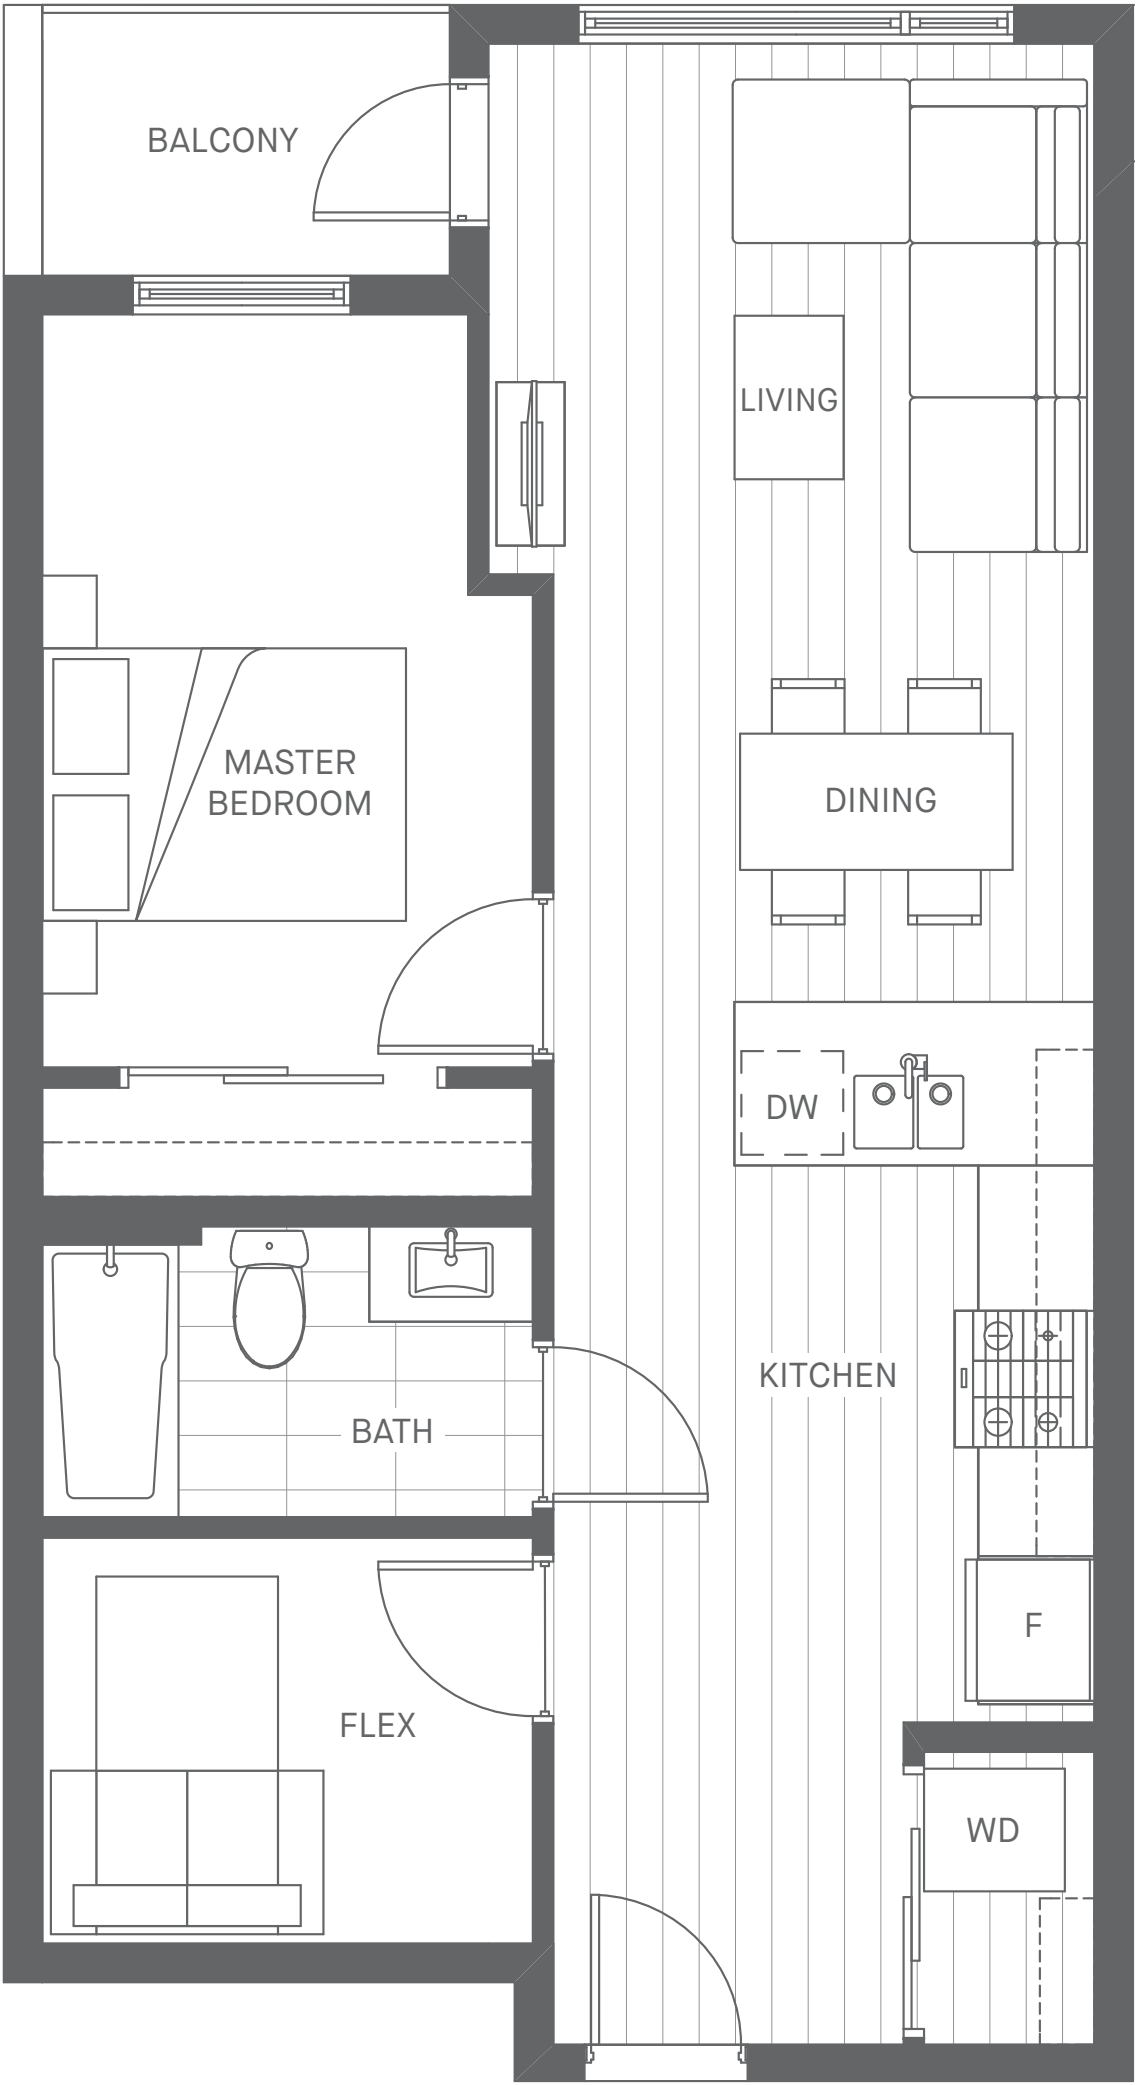 BALCONY
LIVING
MASTER
BEDROOM
DINING
DW
KITCHEN
BATH
F
FLEX
WD